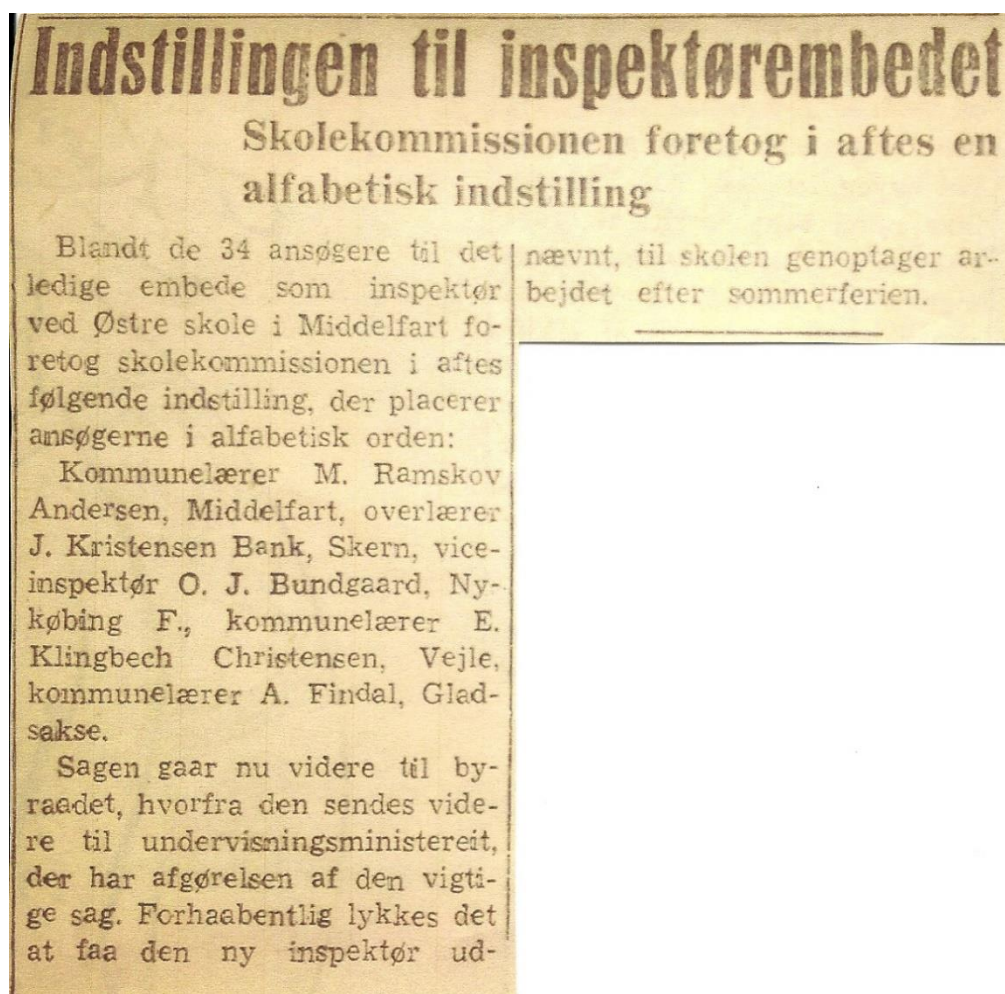 Indstillingen til inspektørembedet
Skolekommissionen foretog i aftes en
alfabetisk indstilling
Blandt de 34 ansøgere til det
ledige embede som inspektør
ved Østre skole i Middelfart fo-
retog skolekommissionen i aftes
følgende indstilling, der placerer
ansøgerne i alfabetisk orden:
Kommunelærer M. Ramskov
Andersen, Middelfart, overlærer
J. Kristensen Bank, Skern, vice-
inspektør O. J. Bundgaard, Ny-
købing F., kommunelærer E.
Klingbech Christensen, Vejle,
kommunelærer A. Findal, Glad-
sakse.
Sagen gaar nu videre til by-
raadet, hvorfra den sendes vide-
re til undervisningsministereit,
der har afgørelsen af den vigti-
ge sag. Forhaabentlig lykkes det
at faa den ny inspektør ud-
nævnt, til skolen genoptager ar-
bejdet efter sommerferien.